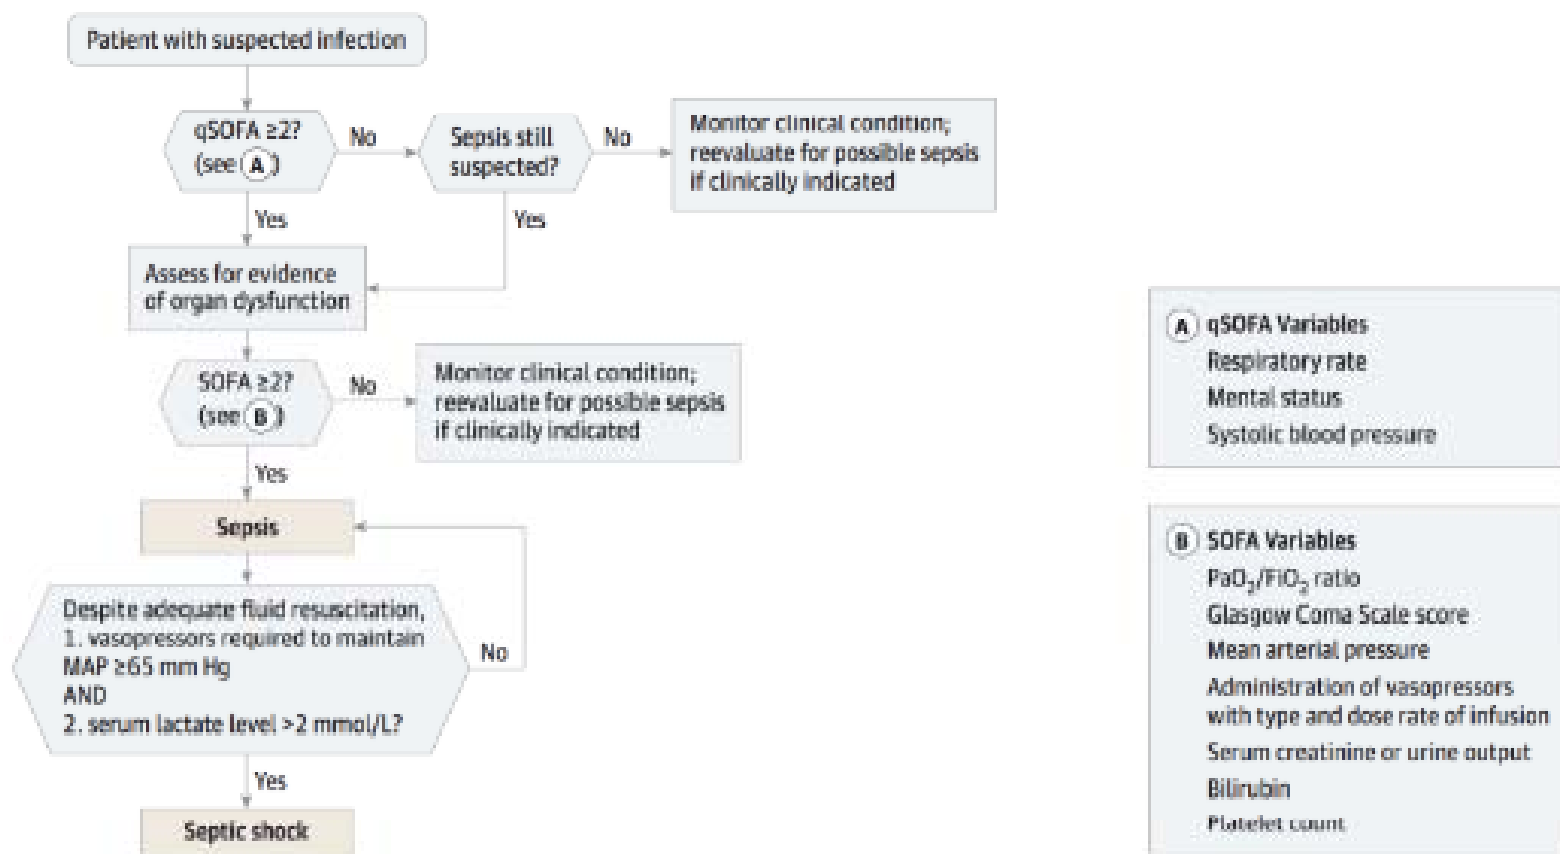 Patient with suspected infection
qSOFA ≥2?
(see A)
No
Sepsis still
suspected?
No
Monitor clinical condition;
reevaluate for possible sepsis
if clinically indicated
Yes
Yes
Assess for evidence
of organ dysfunction
SOFA ≥2?
(see B)
No
Monitor clinical condition;
reevaluate for possible sepsis
if clinically indicated
Yes
Sepsis
Despite adequate fluid resuscitation,
1. vasopressors required to maintain
MAP ≥65 mm Hg
AND
2. serum lactate level >2 mmol/L?
No
Yes
Septic shock
A qSOFA Variables
Respiratory rate
Mental status
Systolic blood pressure
B SOFA Variables
PaO₂/FiO₂ ratio
Glasgow Coma Scale score
Mean arterial pressure
Administration of vasopressors
with type and dose rate of infusion
Serum creatinine or urine output
Bilirubin
Platelet count